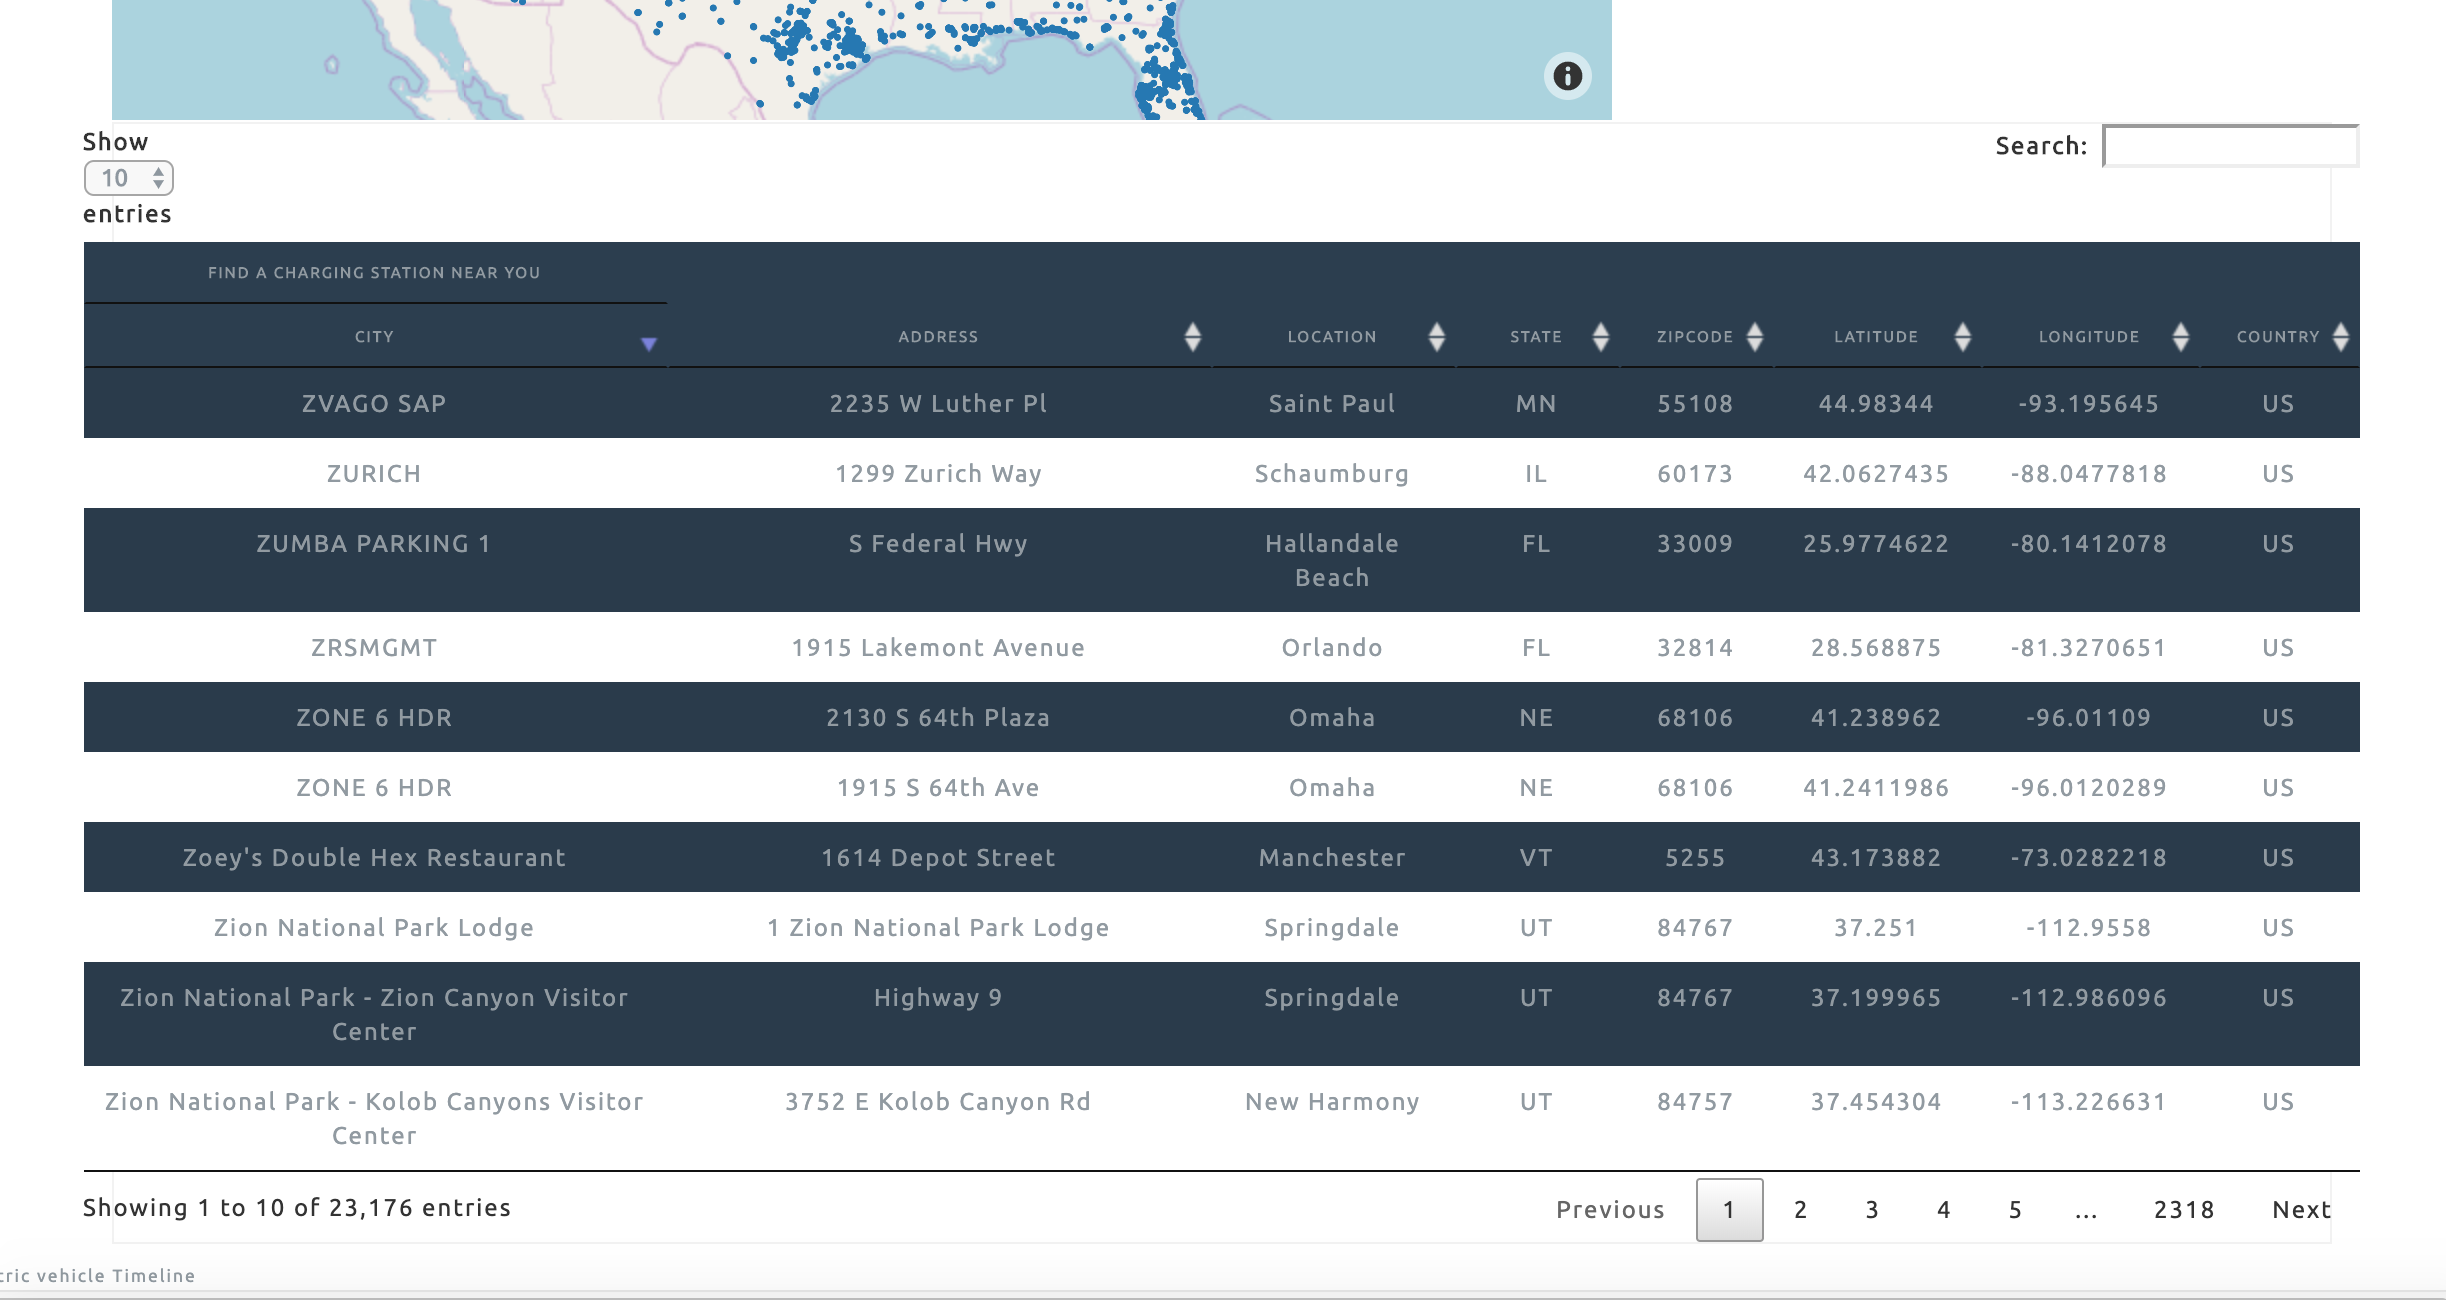 Show
10
entries
Search:
FIND A CHARGING STATION NEAR YOU
CITY ADDRESS LOCATION STATE ZIPCODE LATITUDE LONGITUDE COUNTRY
ZVAGO SAP 2235 W Luther Pl Saint Paul MN 55108 44.98344 -93.195645 US
ZURICH 1299 Zurich Way Schaumburg IL 60173 42.0627435 -88.0477818 US
ZUMBA PARKING 1 S Federal Hwy Hallandale FL 33009 25.9774622 -80.1412078 US
Beach
ZRSMGMT 1915 Lakemont Avenue Orlando FL 32814 28.568875 -81.3270651 US
ZONE 6 HDR 2130 S 64th Plaza Omaha NE 68106 41.238962 -96.01109 US
ZONE 6 HDR 1915 S 64th Ave Omaha NE 68106 41.2411986 -96.0120289 US
Zoey's Double Hex Restaurant 1614 Depot Street Manchester VT 5255 43.173882 -73.0282218 US
Zion National Park Lodge 1 Zion National Park Lodge Springdale UT 84767 37.251 -112.9558 US
Zion National Park - Zion Canyon Visitor Highway 9 Springdale UT 84767 37.199965 -112.986096 US
Center
Zion National Park - Kolob Canyons Visitor 3752 E Kolob Canyon Rd New Harmony UT 84757 37.454304 -113.226631 US
Center
Showing 1 to 10 of 23,176 entries
Previous 1 2 3 4 5 ... 2318 Next
tric vehicle Timeline